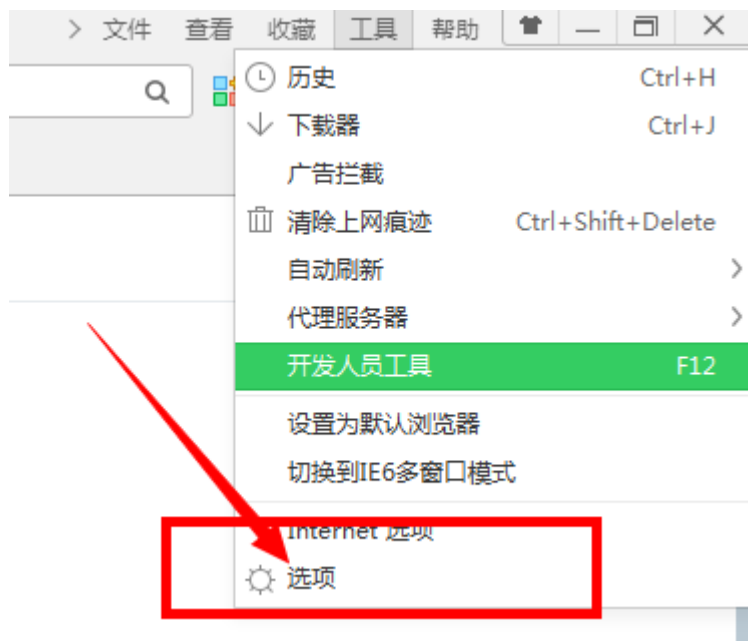 文件 查看 收藏 工具 帮助
历史 Ctrl+H
下载器 Ctrl+J
广告拦截
清除上网痕迹 Ctrl+Shift+Delete
自动刷新
代理服务器
开发人员工具 F12
设置为默认浏览器
切换到IE6多窗口模式
Internet 选项
选项